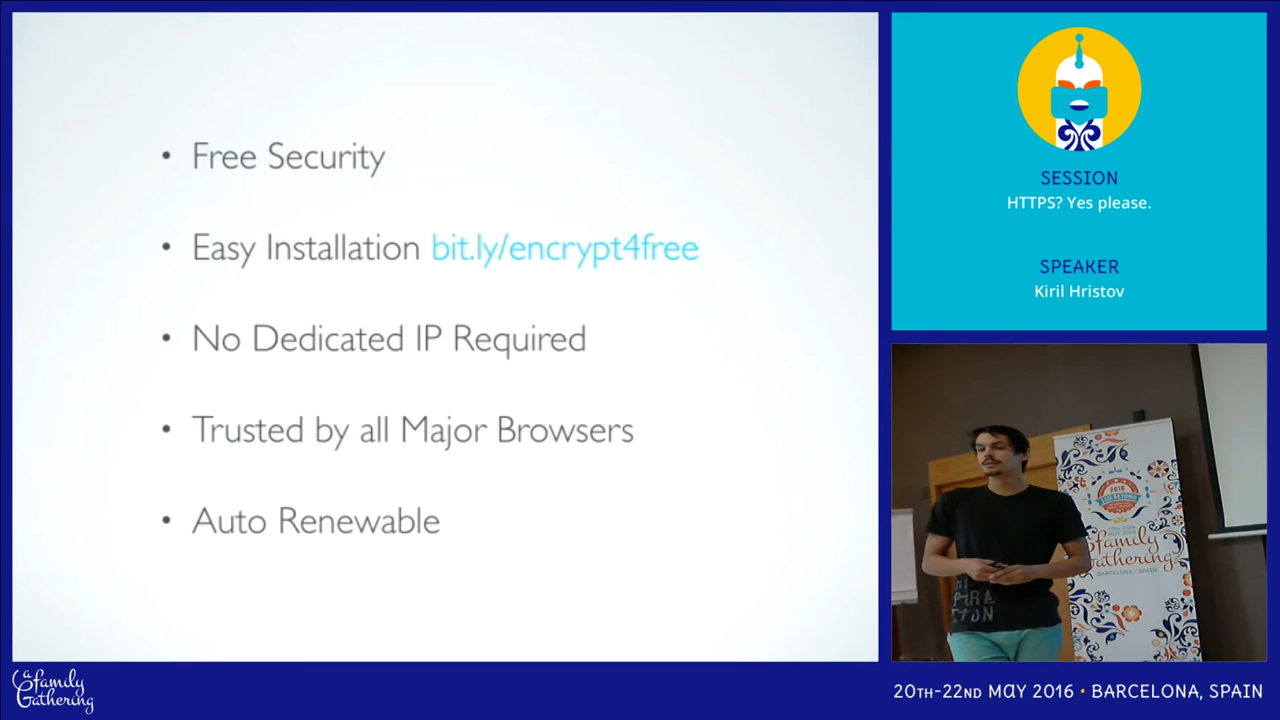 • Free Security
• Easy Installation bit.ly/encrypt4free
• No Dedicated IP Required
• Trusted by all Major Browsers
• Auto Renewable
SESSION
HTTPS? Yes please.
SPEAKER
Kiril Hristov
2016
a family
Gathering
BARCELONA • SPAIN
a family
Gathering
20TH-22ND MAY 2016 • BARCELONA, SPAIN